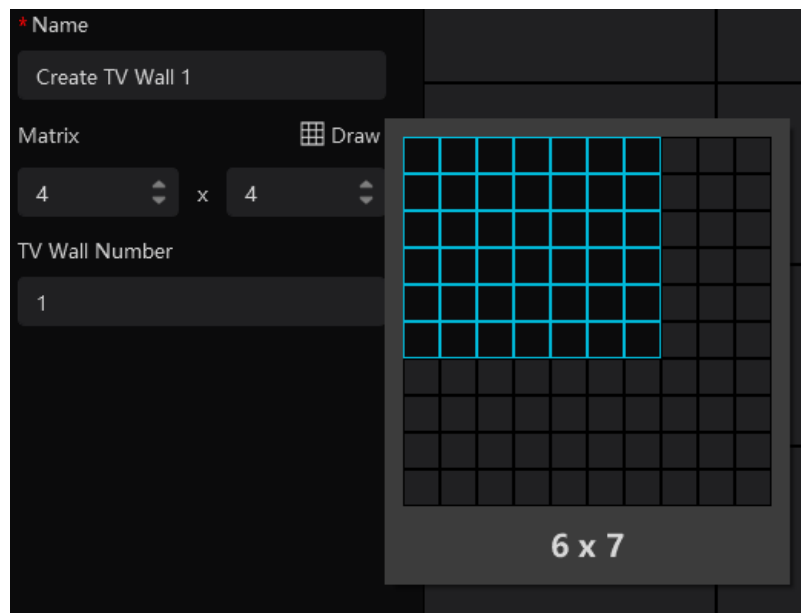 * Name
Create TV Wall 1
Matrix
Draw
4 x 4
TV Wall Number
1
6 x 7